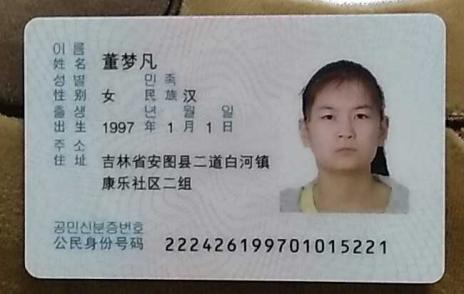 이름
姓名 董梦凡
성별 민족
性别 女 民族 汉
출생 년 월 일
出生 1997 年 1 月 1 日
주소
住址 吉林省安图县二道白河镇
康乐社区二组
공민신분증번호
公民身份号码 222426199701015221